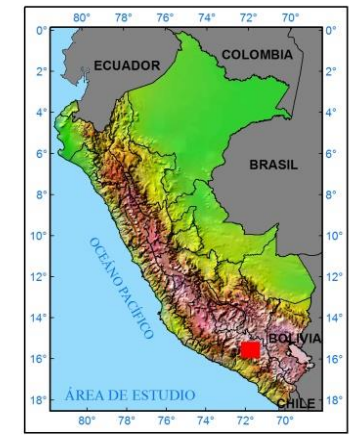 80° 78° 76° 74° 72° 70°
0° 0°
COLOMBIA
ECUADOR
2° 2°
4° 4°
6° 6°
BRASIL
8° 8°
10° 10°
OCEÁNO PACÍFICO
12° 12°
14° 14°
BOLIVIA
16° 16°
ÁREA DE ESTUDIO
18° 18°
CHILE
80° 78° 76° 74° 72° 70°